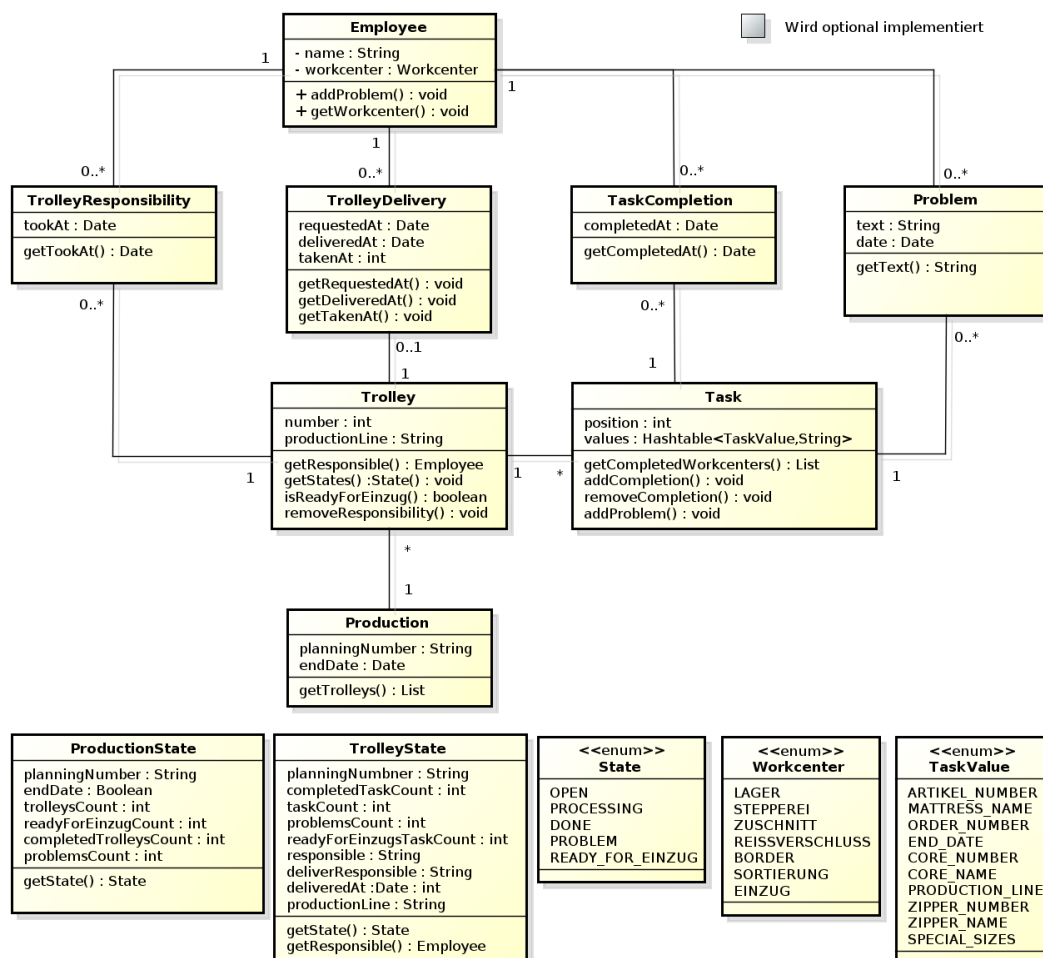 Employee
- name : String
- workcenter : Workcenter
+ addProblem() : void
+ getWorkcenter() : void
Wird optional implementiert
1
1
1
0..*
0..*
0..*
0..*
TrolleyResponsibility
tookAt : Date
getTookAt() : Date
TrolleyDelivery
requestedAt : Date
deliveredAt : Date
takenAt : int
getRequestedAt() : void
getDeliveredAt() : void
getTakenAt() : void
TaskCompletion
completedAt : Date
getCompletedAt() : Date
Problem
text : String
date : Date
getText() : String
0..*
0..1
1
0..*
1
0..*
Trolley
number : int
productionLine : String
getResponsible() : Employee
getStates() :State() : void
isReadyForEinzug() : boolean
removeResponsibility() : void
Task
position : int
values : Hashtable<TaskValue,String>
getCompletedWorkcenters() : List
addCompletion() : void
removeCompletion() : void
addProblem() : void
1
1
*
1
*
1
Production
planningNumber : String
endDate : Date
getTrolleys() : List
ProductionState
planningNumber : String
endDate : Boolean
trolleysCount : int
readyForEinzugCount : int
completedTrolleysCount : int
problemsCount : int
getState() : State
TrolleyState
planningNumbner : String
completedTaskCount : int
taskCount : int
problemsCount : int
readyForEinzugsTaskCount : int
responsible : String
deliverResponsible : String
deliveredAt :Date : int
productionLine : String
getState() : State
getResponsible() : Employee
<<enum>>
State
OPEN
PROCESSING
DONE
PROBLEM
READY_FOR_EINZUG
<<enum>>
Workcenter
LAGER
STEPPEREI
ZUSCHNITT
REISSVERSCHLUSS
BORDER
SORTIERUNG
EINZUG
<<enum>>
TaskValue
ARTIKEL_NUMBER
MATTRESS_NAME
ORDER_NUMBER
END_DATE
CORE_NUMBER
CORE_NAME
PRODUCTION_LINE
ZIPPER_NUMBER
ZIPPER_NAME
SPECIAL_SIZES